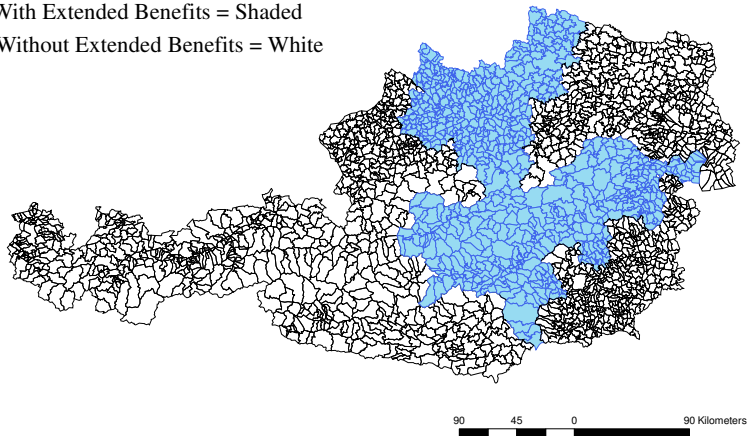 With Extended Benefits = Shaded
Without Extended Benefits = White
90 45 0 90 Kilometers